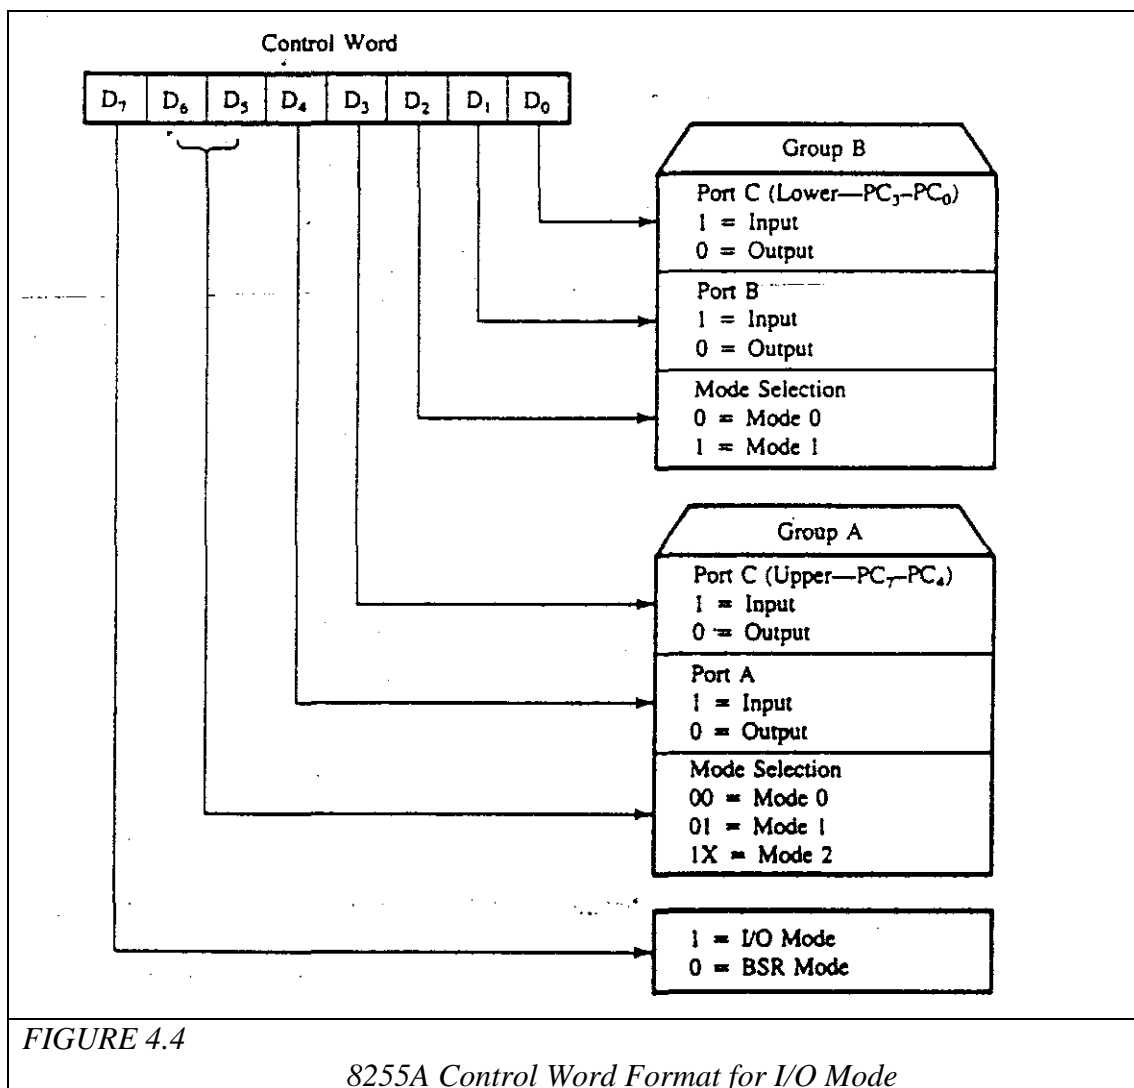 Control Word
D₇ D₆ D₅ D₄ D₃ D₂ D₁ D₀
Group B
Port C (Lower—PC₃–PC₀)
1 = Input
0 = Output
Port B
1 = Input
0 = Output
Mode Selection
0 = Mode 0
1 = Mode 1
Group A
Port C (Upper—PC₇–PC₄)
1 = Input
0 = Output
Port A
1 = Input
0 = Output
Mode Selection
00 = Mode 0
01 = Mode 1
1X = Mode 2
1 = I/O Mode
0 = BSR Mode
FIGURE 4.4
8255A Control Word Format for I/O Mode